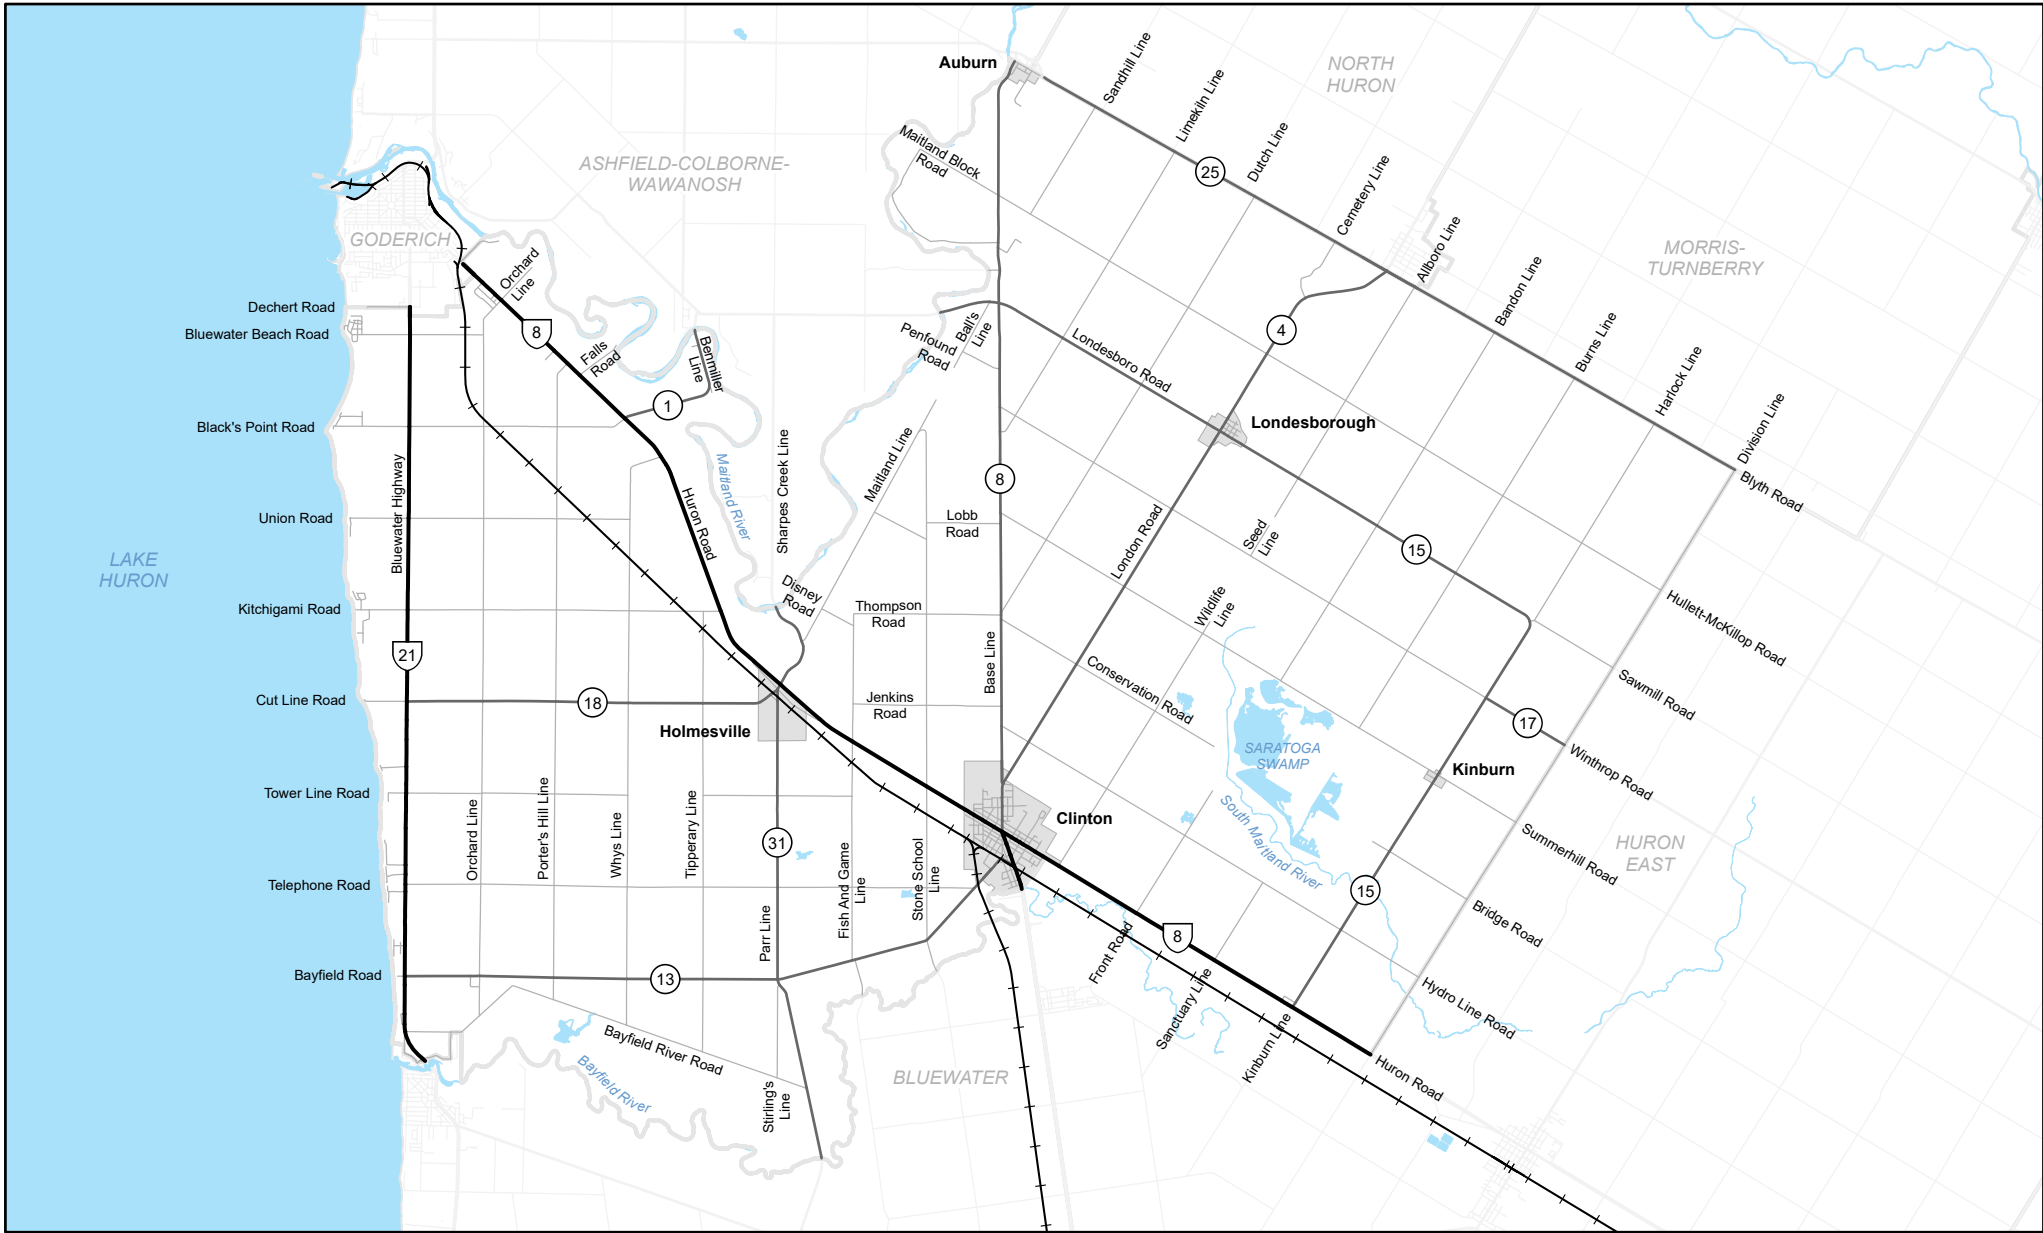 Auburn
Sandhill Line
Limekiln Line
NORTH
HURON
25
Dutch Line
Cemetery Line
Allboro Line
MORRIS-
TURNBERRY
Bandon Line
Burns Line
Harlock Line
Division Line
Blyth Road
ASHFIELD-COLBORNE-
WAWANOSH
Maitland Block
Road
GODERICH
Orchard
Line
Dechert Road
Bluewater Beach Road
8
Falls
Road
Benmiller
Line
1
Penfound
Road
Ball's
Line
Londesboro Road
4
Londesborough
Black's Point Road
Bluewater Highway
Huron Road
Maitland River
Sharpes Creek Line
Maitland Line
8
Lobb
Road
London Road
Seed
Line
15
Union Road
LAKE
HURON
Kitchigami Road
Disney
Road
Thompson
Road
Wildlife
Line
Hullett-McKillop Road
21
Base Line
Conservation Road
Sawmill Road
Cut Line Road
18
Holmesville
Jenkins
Road
17
Winthrop Road
SARATOGA
SWAMP
Kinburn
Tower Line Road
Orchard Line
Porter's Hill Line
Whys Line
Tipperary Line
31
Fish And Game
Line
Stone School
Line
Clinton
South Maitland River
Summerhill Road
HURON
EAST
Telephone Road
15
Bridge Road
Parr Line
Front Road
8
Bayfield Road
13
Sanctuary Line
Hydro Line Road
Kinburn Line
Huron Road
Bayfield River Road
Bayfield River
Stirling's
Line
BLUEWATER